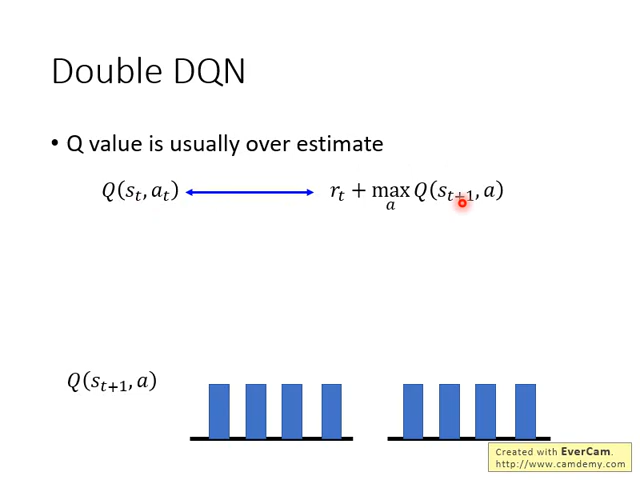 Double DQN
• Q value is usually over estimate
Q(s_t, a_t) ⟷ r_t + max_a Q(s_{t+1}, a)
Q(s_{t+1}, a)
Created with EverCam.
http://www.camdemy.com